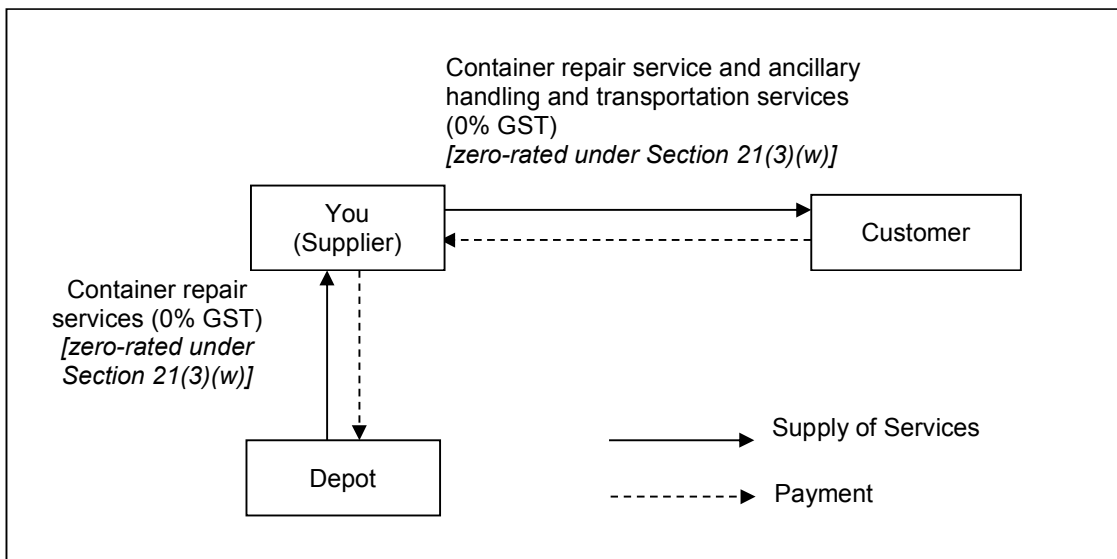 Container repair service and ancillary
handling and transportation services
(0% GST)
[zero-rated under Section 21(3)(w)]
You
(Supplier)
Customer
Container repair
services (0% GST)
[zero-rated under
Section 21(3)(w)]
Supply of Services
Depot
Payment